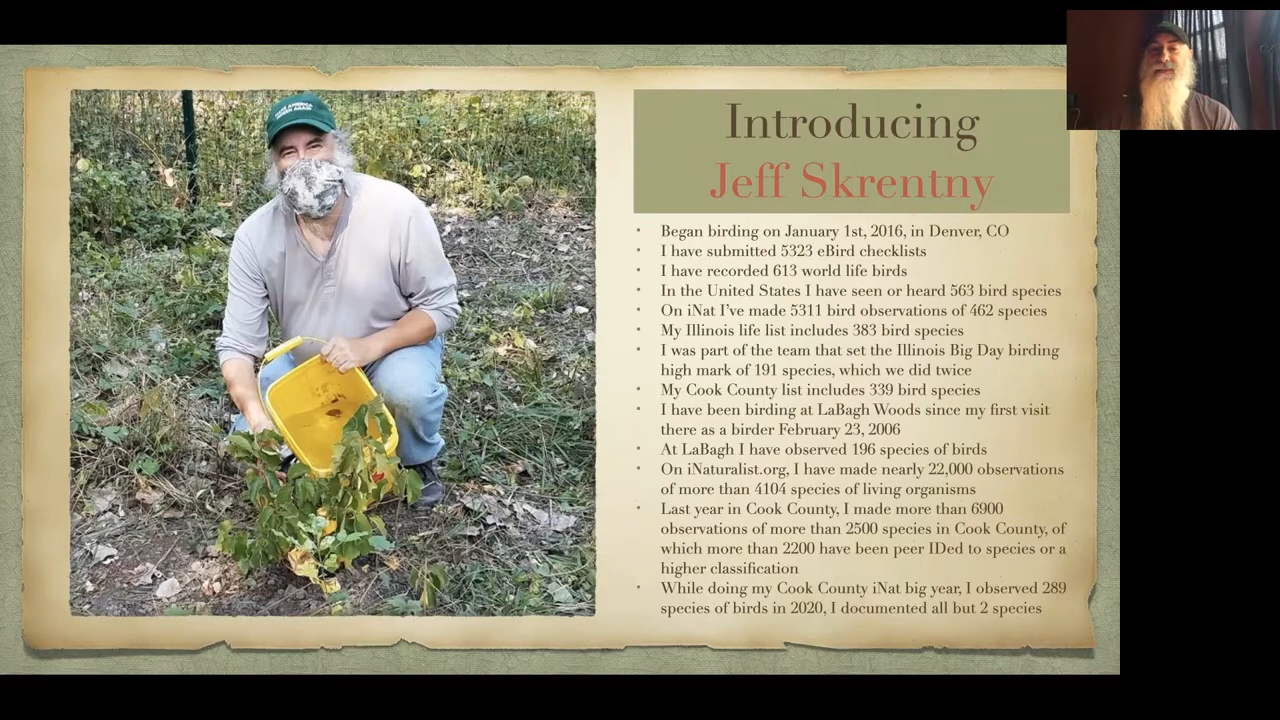 MAKE AMERICA
GREEN AGAIN
Introducing
Jeff Skrentny
• Began birding on January 1st, 2016, in Denver, CO
• I have submitted 5323 eBird checklists
• I have recorded 613 world life birds
• In the United States I have seen or heard 563 bird species
• On iNat I've made 5311 bird observations of 462 species
• My Illinois life list includes 383 bird species
• I was part of the team that set the Illinois Big Day birding
high mark of 191 species, which we did twice
• My Cook County list includes 339 bird species
• I have been birding at LaBagh Woods since my first visit
there as a birder February 23, 2006
• At LaBagh I have observed 196 species of birds
• On iNaturalist.org, I have made nearly 22,000 observations
of more than 4104 species of living organisms
• Last year in Cook County, I made more than 6900
observations of more than 2500 species in Cook County, of
which more than 2200 have been peer IDed to species or a
higher classification
• While doing my Cook County iNat big year, I observed 289
species of birds in 2020, I documented all but 2 species